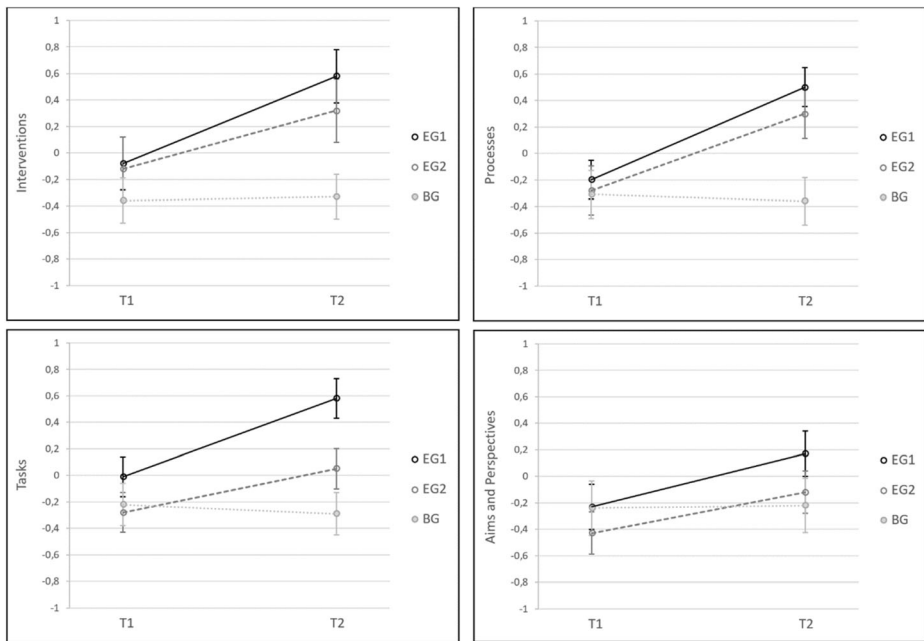 Interventions
1
0,8
0,6
0,4
0,2
0
-0,2
-0,4
-0,6
-0,8
-1
T1 T2
EG1
EG2
BG
Processes
1
0,8
0,6
0,4
0,2
0
-0,2
-0,4
-0,6
-0,8
-1
T1 T2
EG1
EG2
BG
Tasks
1
0,8
0,6
0,4
0,2
0
-0,2
-0,4
-0,6
-0,8
-1
T1 T2
EG1
EG2
BG
Aims and Perspectives
1
0,8
0,6
0,4
0,2
0
-0,2
-0,4
-0,6
-0,8
-1
T1 T2
EG1
EG2
BG